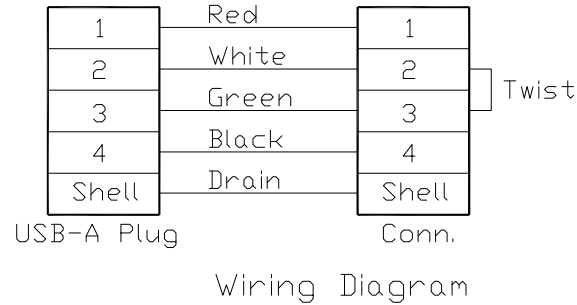 Red
1 1
White
2 2
Twist
Green
3 3
Black
4 4
Drain
Shell Shell
USB-A Plug Conn.
Wiring Diagram